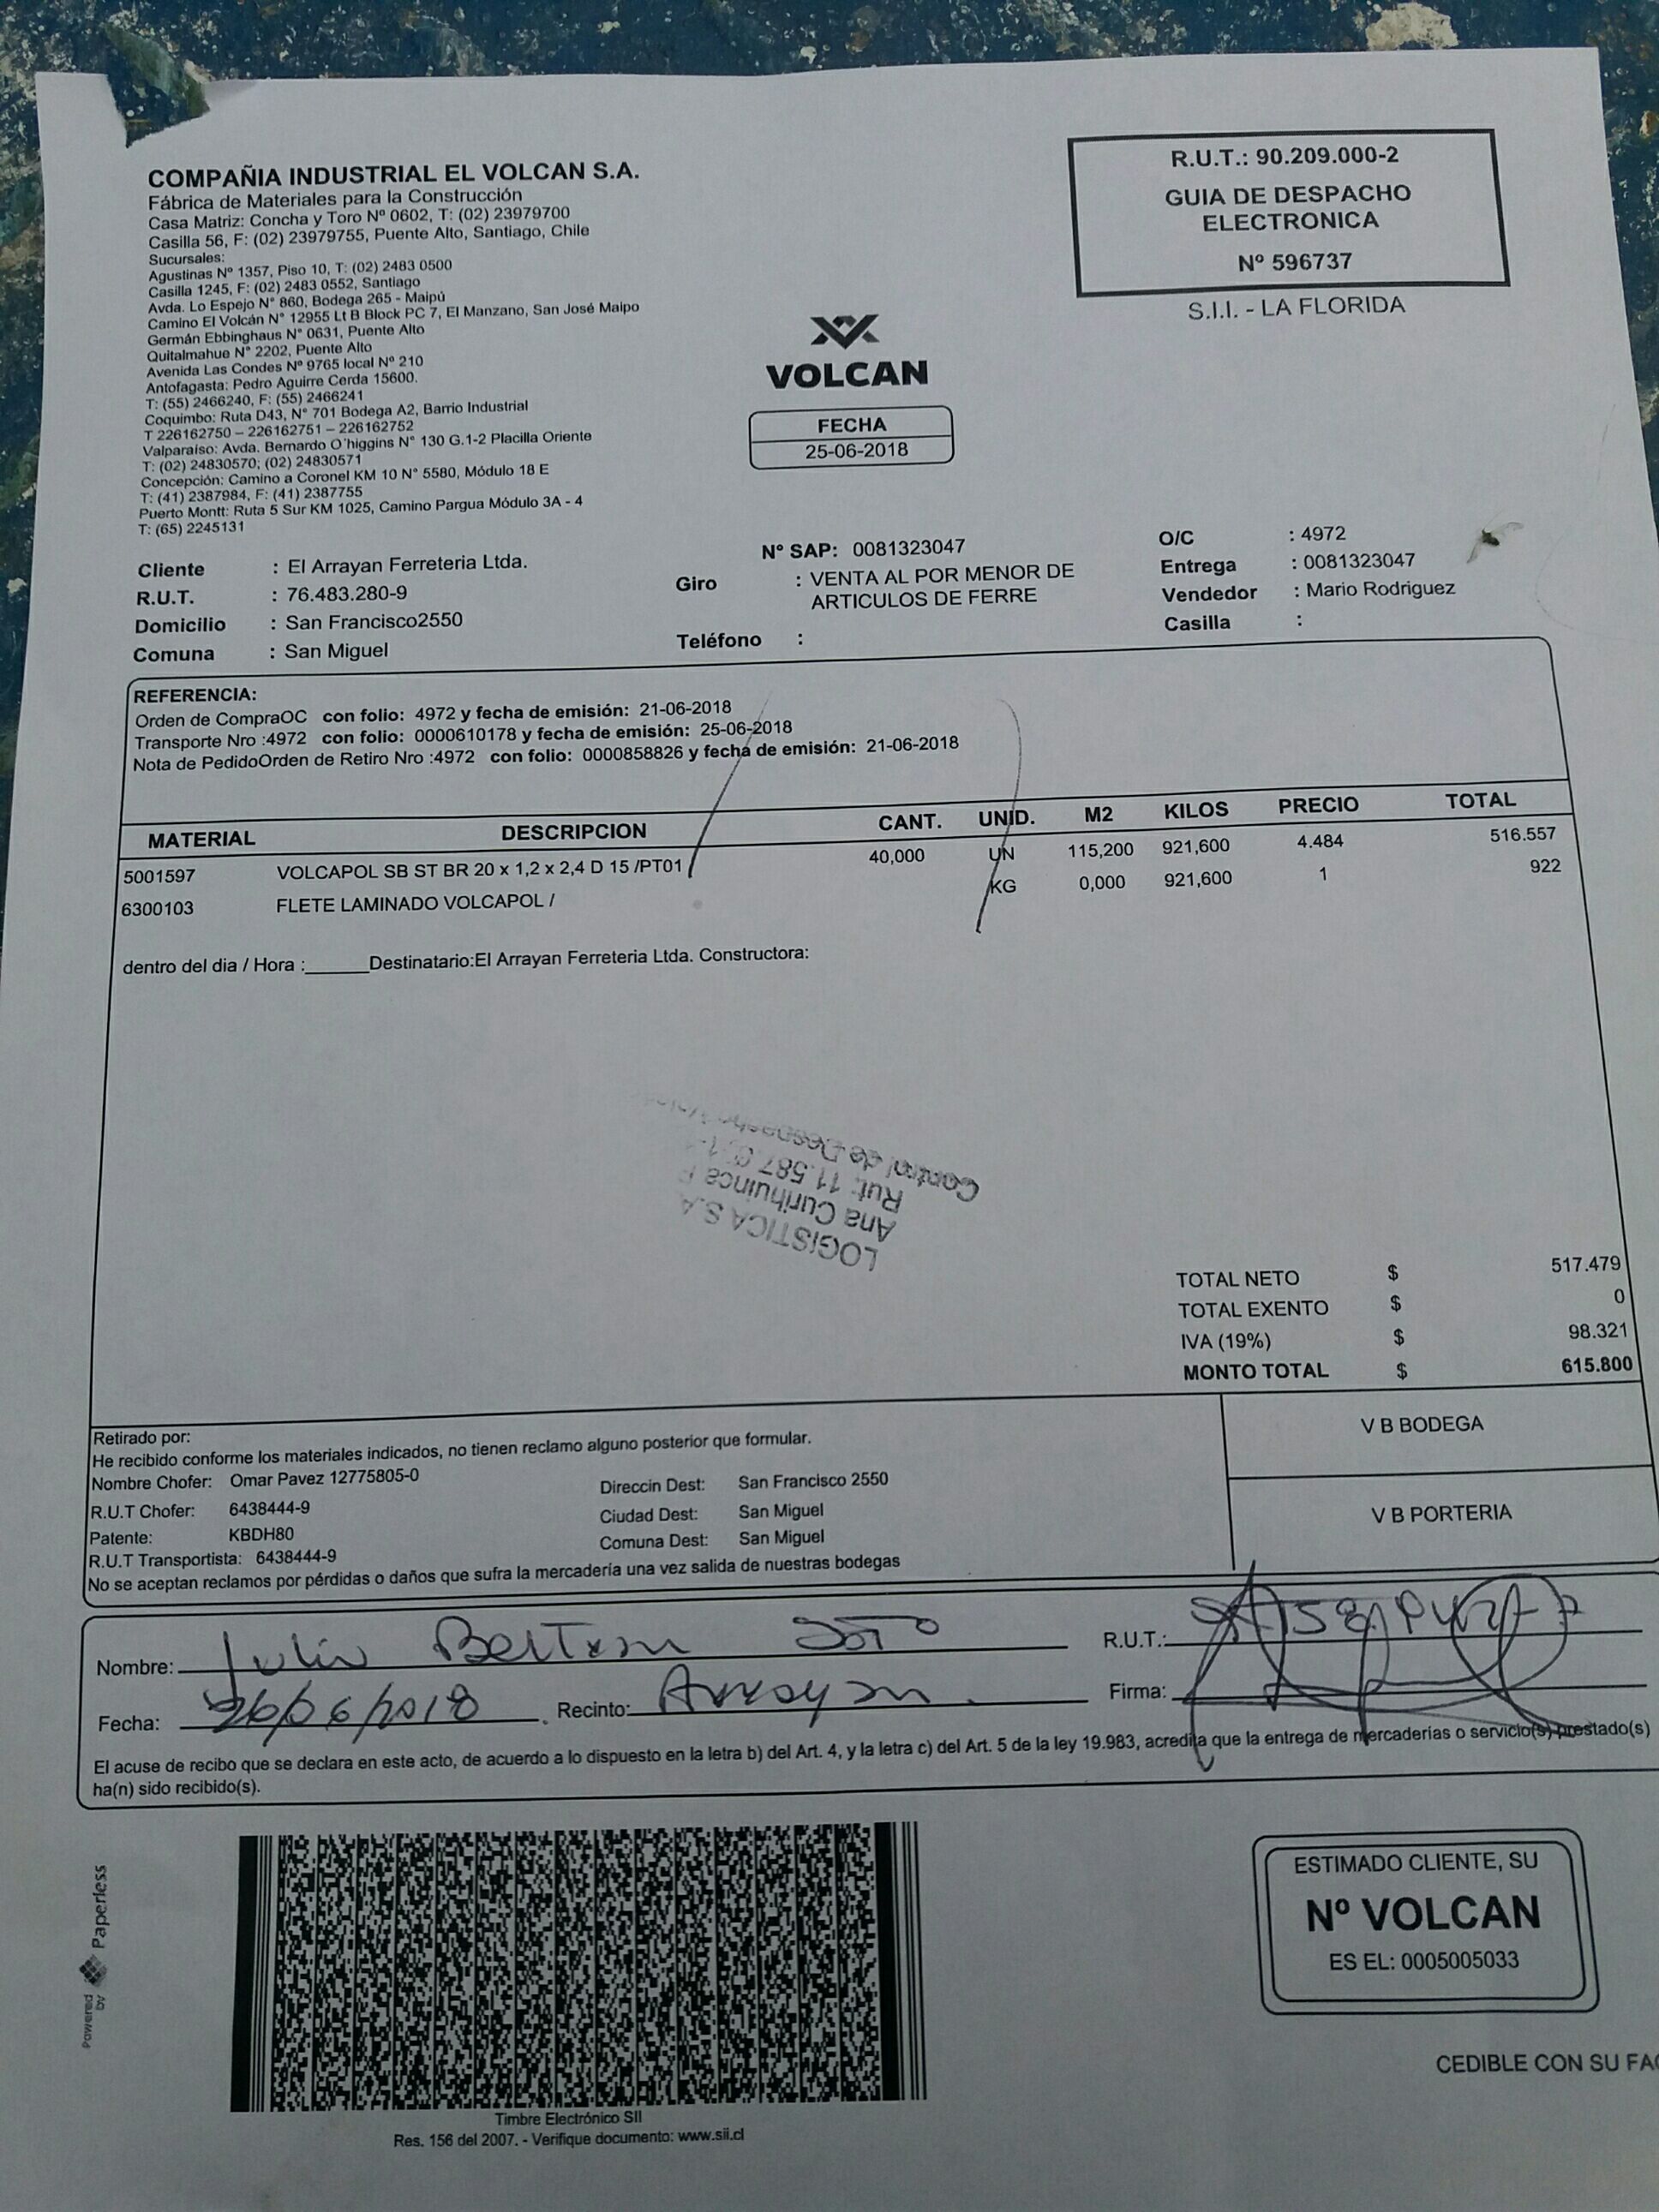 COMPAÑIA INDUSTRIAL EL VOLCAN S.A.
Fábrica de Materiales para la Construcción
Casa Matriz: Concha y Toro Nº 0602, T: (02) 23979700
Casilla 56, F: (02) 23979755, Puente Alto, Santiago, Chile
Sucursales:
Agustinas Nº 1357, Piso 10, T: (02) 2483 0500
Casilla 1245, F: (02) 2483 0552, Santiago
Avda. Lo Espejo N° 860, Bodega 265 - Maipú
Camino El Volcán N° 12955 Lt B Block PC 7, El Manzano, San José Maipo
Germán Ebbinghaus N° 0631, Puente Alto
Quitalmahue N° 2202, Puente Alto
Avenida Las Condes Nº 9765 local Nº 210
Antofagasta: Pedro Aguirre Cerda 15600.
T: (55) 2466240, F: (55) 2466241
Coquimbo: Ruta D43, N° 701 Bodega A2, Barrio Industrial
T 226162750 – 226162751 – 226162752
Valparaíso: Avda. Bernardo O´higgins N° 130 G.1-2 Placilla Oriente
T: (02) 24830570; (02) 24830571
Concepción: Camino a Coronel KM 10 N° 5580, Módulo 18 E
T: (41) 2387984, F: (41) 2387755
Puerto Montt: Ruta 5 Sur KM 1025, Camino Pargua Módulo 3A - 4
T: (65) 2245131
R.U.T.: 90.209.000-2
GUIA DE DESPACHO
ELECTRONICA
Nº 596737
S.I.I. - LA FLORIDA
VOLCAN
FECHA
25-06-2018
Cliente : El Arrayan Ferreteria Ltda.
R.U.T. : 76.483.280-9
Domicilio : San Francisco2550
Comuna : San Miguel
Nº SAP: 0081323047
Giro : VENTA AL POR MENOR DE
ARTICULOS DE FERRE
Teléfono :
O/C : 4972
Entrega : 0081323047
Vendedor : Mario Rodriguez
Casilla :
REFERENCIA:
Orden de CompraOC con folio: 4972 y fecha de emisión: 21-06-2018
Transporte Nro :4972 con folio: 0000610178 y fecha de emisión: 25-06-2018
Nota de PedidoOrden de Retiro Nro :4972 con folio: 0000858826 y fecha de emisión: 21-06-2018
MATERIAL DESCRIPCION CANT. UNID. M2 KILOS PRECIO TOTAL
5001597 VOLCAPOL SB ST BR 20 x 1,2 x 2,4 D 15 /PT01 40,000 UN 115,200 921,600 4.484 516.557
6300103 FLETE LAMINADO VOLCAPOL / KG 0,000 921,600 1 922
dentro del dia / Hora :______Destinatario:El Arrayan Ferreteria Ltda. Constructora:
LOGISTICA S.A
Ana Curihuinca
Rut: 11.587.
Control de Despacho
TOTAL NETO $ 517.479
TOTAL EXENTO $ 0
IVA (19%) $ 98.321
MONTO TOTAL $ 615.800
Retirado por:
He recibido conforme los materiales indicados, no tienen reclamo alguno posterior que formular.
Nombre Chofer: Omar Pavez 12775805-0
R.U.T Chofer: 6438444-9
Patente: KBDH80
R.U.T Transportista: 6438444-9
Direccin Dest: San Francisco 2550
Ciudad Dest: San Miguel
Comuna Dest: San Miguel
No se aceptan reclamos por pérdidas o daños que sufra la mercadería una vez salida de nuestras bodegas
V B BODEGA
V B PORTERIA
Nombre: Julio Beltran Soto
R.U.T.:
Fecha: 26/06/2018 . Recinto: Arrayan .
Firma:
El acuse de recibo que se declara en este acto, de acuerdo a lo dispuesto en la letra b) del Art. 4, y la letra c) del Art. 5 de la ley 19.983, acredita que la entrega de mercaderías o servicio(s) prestado(s)
ha(n) sido recibido(s).
Powered by Paperless
Timbre Electrónico SII
Res. 156 del 2007. - Verifique documento: www.sii.cl
ESTIMADO CLIENTE, SU
Nº VOLCAN
ES EL: 0005005033
CEDIBLE CON SU